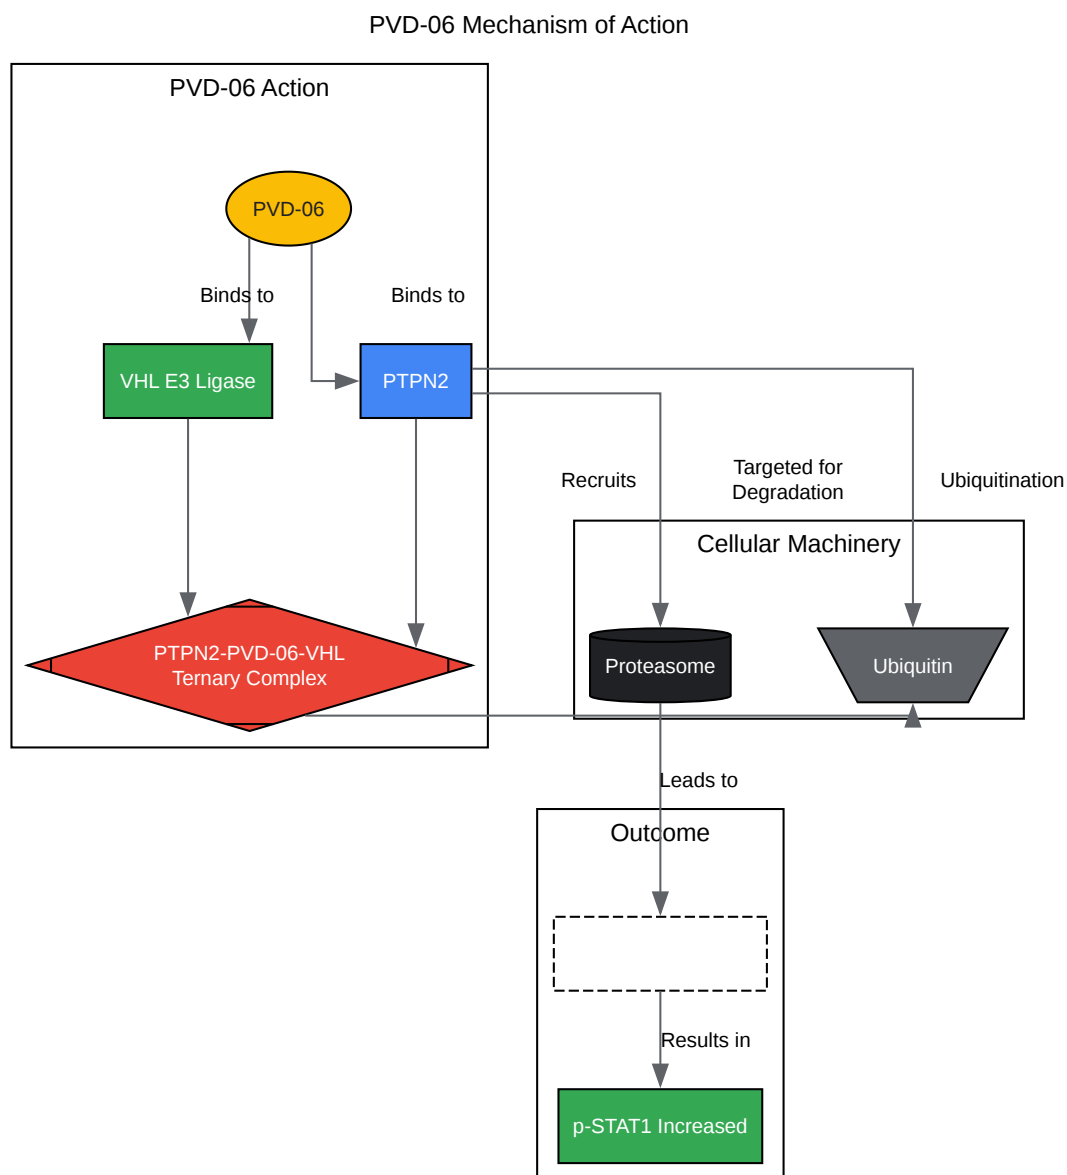 PVD-06 Mechanism of Action
PVD-06 Action
PVD-06
Binds to
Binds to
VHL E3 Ligase
PTPN2
Recruits
Targeted for
Degradation
Ubiquitination
Cellular Machinery
PTPN2-PVD-06-VHL
Ternary Complex
Proteasome
Ubiquitin
Leads to
Outcome
Results in
p-STAT1 Increased